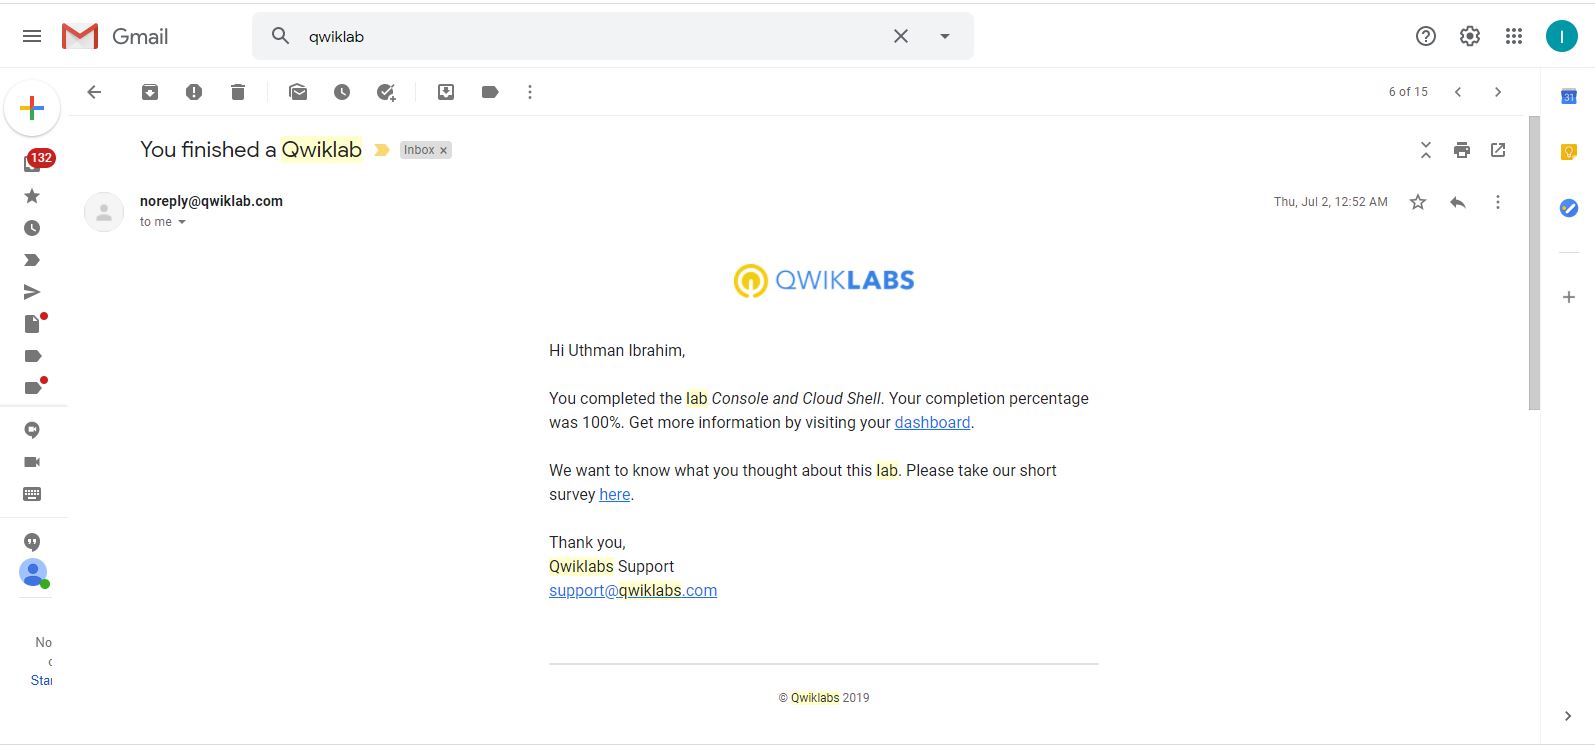 Gmail
qwiklab
I
6 of 15
31
132
You finished a Qwiklab
Inbox ×
noreply@qwiklab.com
Thu, Jul 2, 12:52 AM
to me
QWIKLABS
Hi Uthman Ibrahim,
You completed the lab Console and Cloud Shell. Your completion percentage
was 100%. Get more information by visiting your dashboard.
We want to know what you thought about this lab. Please take our short
survey here.
Thank you,
Qwiklabs Support
support@qwiklabs.com
No
Star
© Qwiklabs 2019